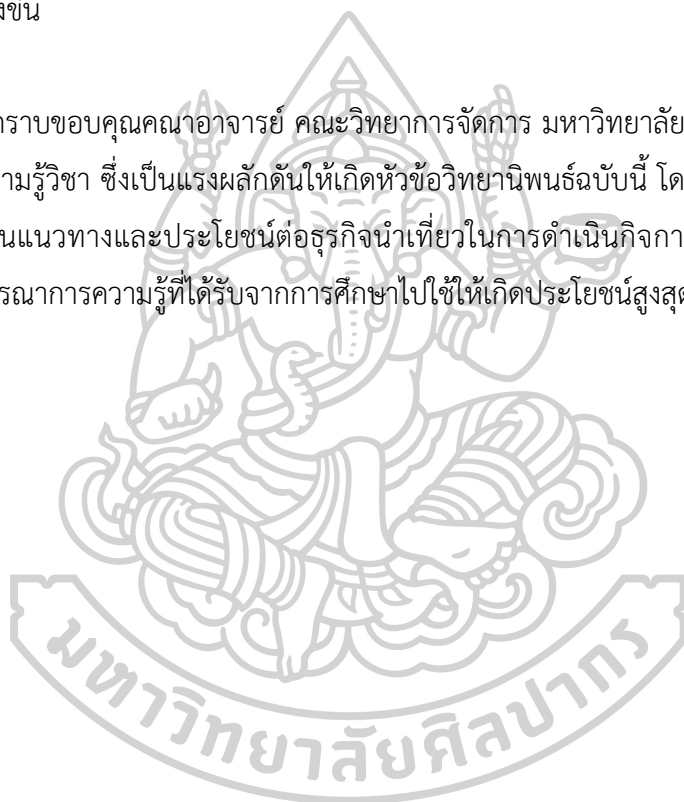 ราบขอบคุณคณาอาจารย์ คณะวิทยาการจัดการ มหาวิทยาลัย
ามรู้วิชา ซึ่งเป็นแรงผลักดันให้เกิดหัวข้อวิทยานิพนธ์ฉบับนี้ โด
นแนวทางและประโยชน์ต่อธุรกิจนำเที่ยวในการดำเนินกิจกา
รณาการความรู้ที่ได้รับจากการศึกษาไปใช้ให้เกิดประโยชน์สูงสุด
มหาวิทยาลัยศิลปากร